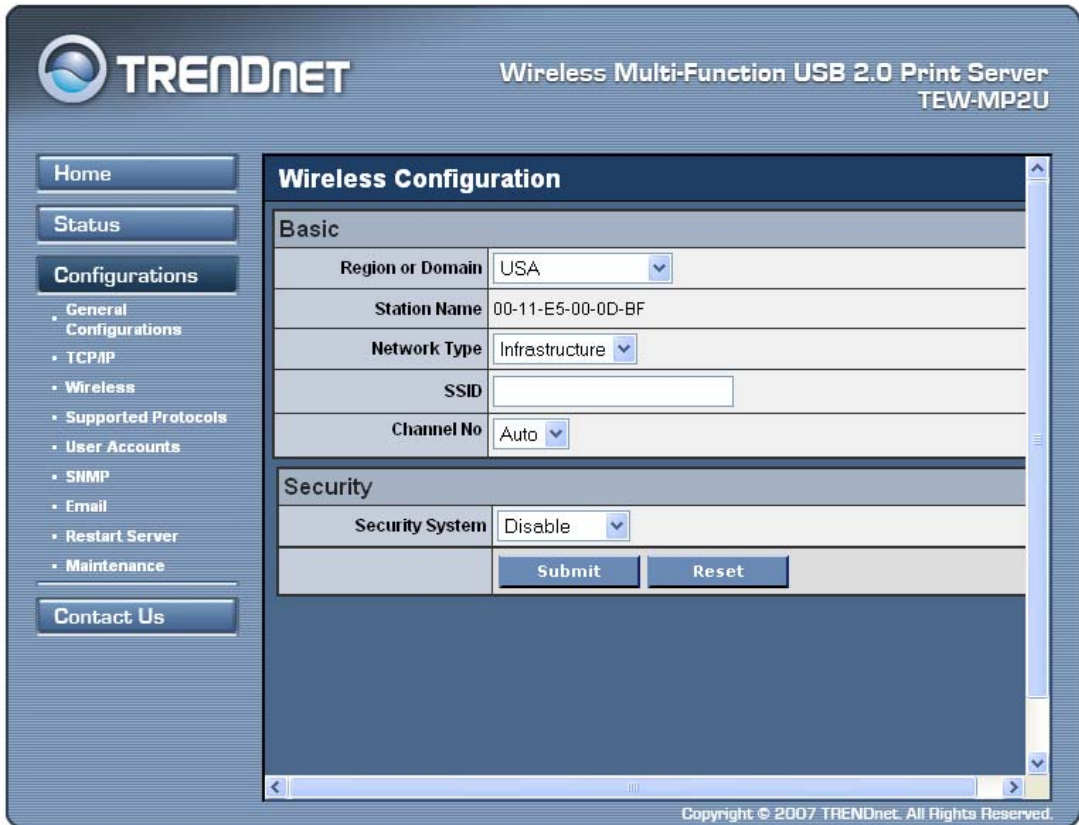 TRENDNET
Wireless Multi-Function USB 2.0 Print Server
TEW-MP2U
Home
Status
Configurations
General
Configurations
TCP/IP
Wireless
Supported Protocols
User Accounts
SNMP
Email
Restart Server
Maintenance
Contact Us
Wireless Configuration
Basic
Region or Domain USA
Station Name 00-11-E5-00-0D-BF
Network Type Infrastructure
SSID
Channel No Auto
Security
Security System Disable
Submit Reset
Copyright © 2007 TRENDnet. All Rights Reserved.